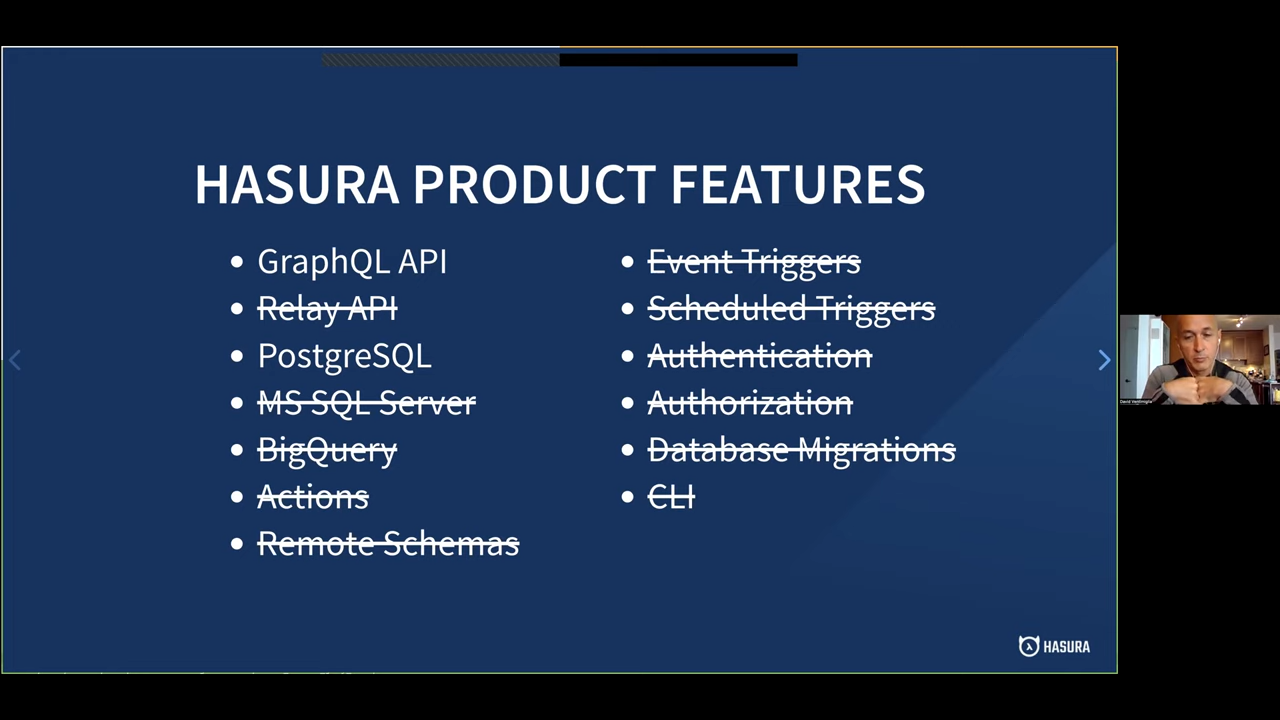 HASURA PRODUCT FEATURES
GraphQL API
Relay API
PostgreSQL
MS SQL Server
BigQuery
Actions
Remote Schemas
Event Triggers
Scheduled Triggers
Authentication
Authorization
Database Migrations
CLI
HASURA